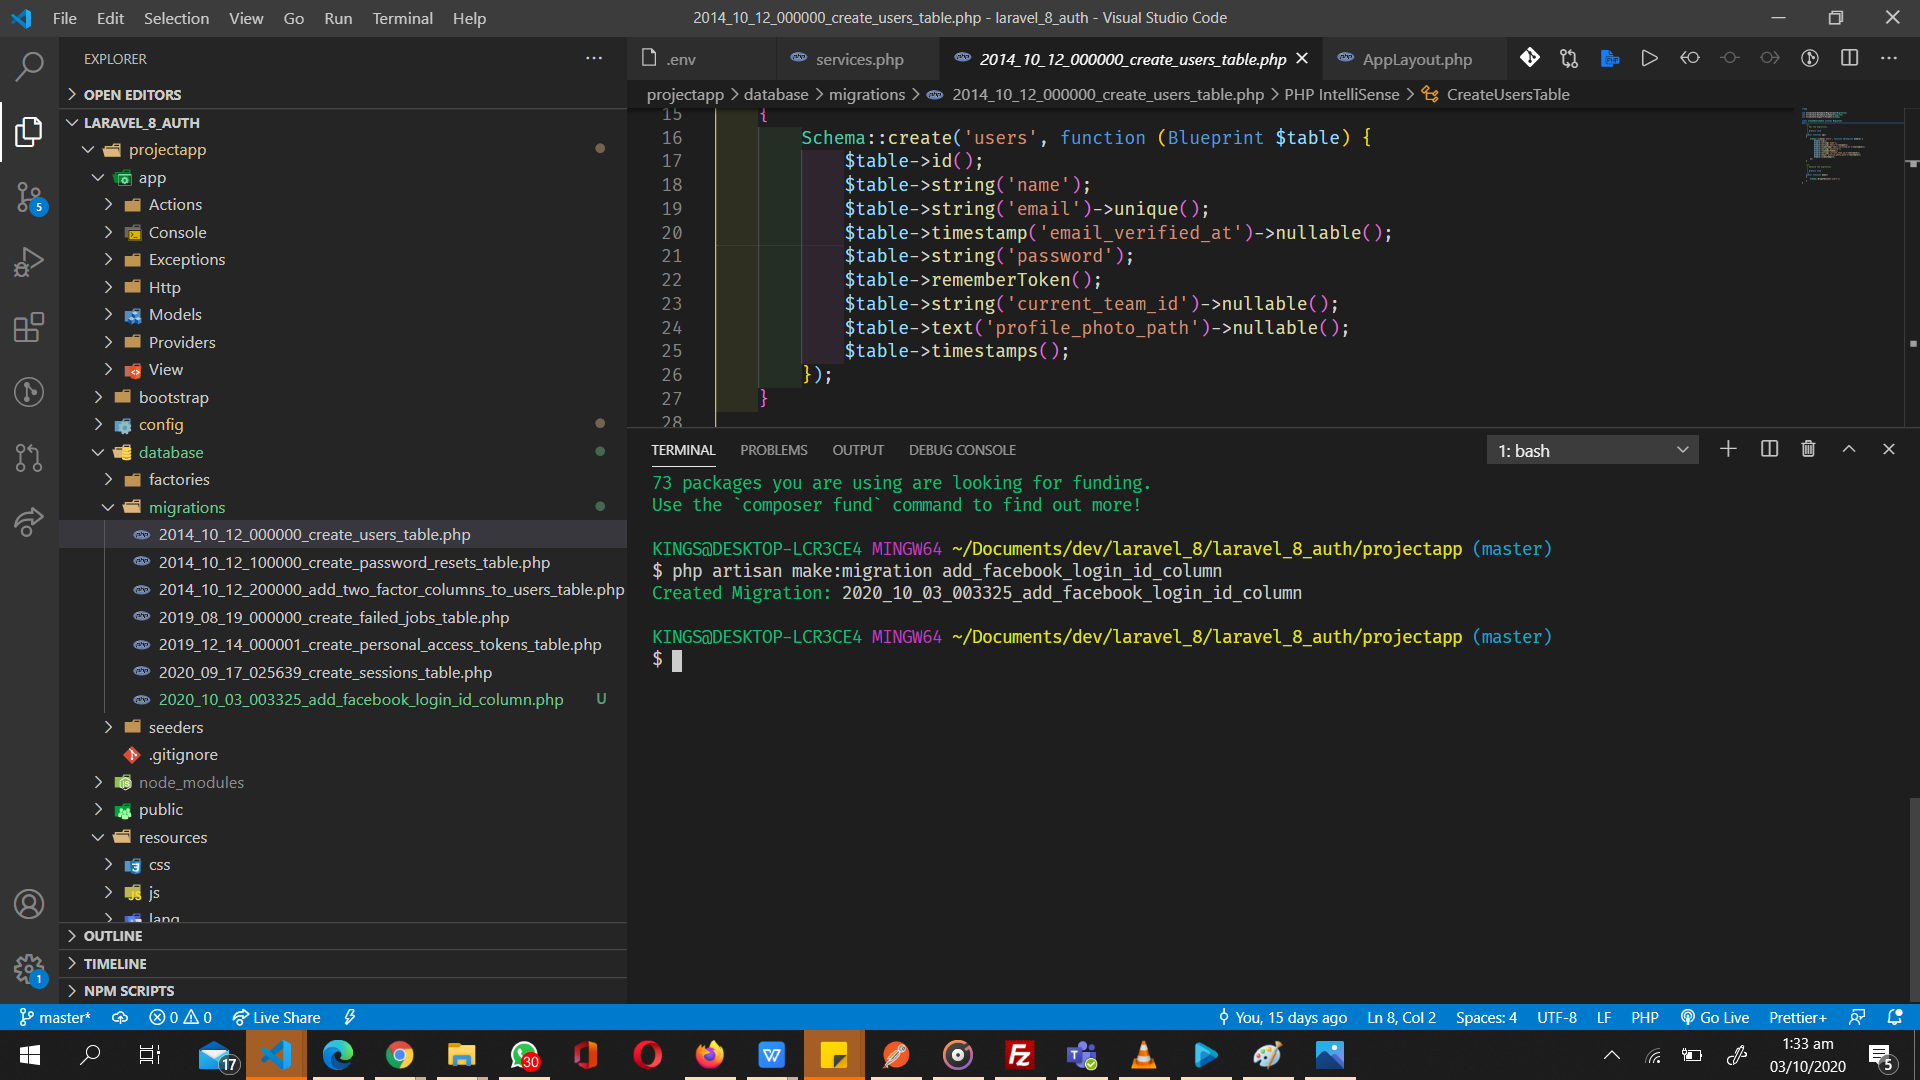 File Edit Selection View Go Run Terminal Help
2014_10_12_000000_create_users_table.php - laravel_8_auth - Visual Studio Code
EXPLORER
OPEN EDITORS
LARAVEL_8_AUTH
projectapp
app
Actions
Console
Exceptions
Http
Models
Providers
View
bootstrap
config
database
factories
migrations
2014_10_12_000000_create_users_table.php
2014_10_12_100000_create_password_resets_table.php
2014_10_12_200000_add_two_factor_columns_to_users_table.php
2019_08_19_000000_create_failed_jobs_table.php
2019_12_14_000001_create_personal_access_tokens_table.php
2020_09_17_025639_create_sessions_table.php
2020_10_03_003325_add_facebook_login_id_column.php U
seeders
.gitignore
node_modules
public
resources
css
js
lang
OUTLINE
TIMELINE
NPM SCRIPTS
5
1
.env services.php 2014_10_12_000000_create_users_table.php AppLayout.php
projectapp > database > migrations > 2014_10_12_000000_create_users_table.php > PHP IntelliSense > CreateUsersTable
15 {
16 Schema::create('users', function (Blueprint $table) {
17 $table->id();
18 $table->string('name');
19 $table->string('email')->unique();
20 $table->timestamp('email_verified_at')->nullable();
21 $table->string('password');
22 $table->rememberToken();
23 $table->string('current_team_id')->nullable();
24 $table->text('profile_photo_path')->nullable();
25 $table->timestamps();
26 });
27 }
28
TERMINAL PROBLEMS OUTPUT DEBUG CONSOLE 1: bash
73 packages you are using are looking for funding.
Use the `composer fund` command to find out more!
KINGS@DESKTOP-LCR3CE4 MINGW64 ~/Documents/dev/laravel_8/laravel_8_auth/projectapp (master)
$ php artisan make:migration add_facebook_login_id_column
Created Migration: 2020_10_03_003325_add_facebook_login_id_column
KINGS@DESKTOP-LCR3CE4 MINGW64 ~/Documents/dev/laravel_8/laravel_8_auth/projectapp (master)
$
master* 0 0 Live Share You, 15 days ago Ln 8, Col 2 Spaces: 4 UTF-8 LF PHP Go Live Prettier+
17 30 1:33 am
03/10/2020 5